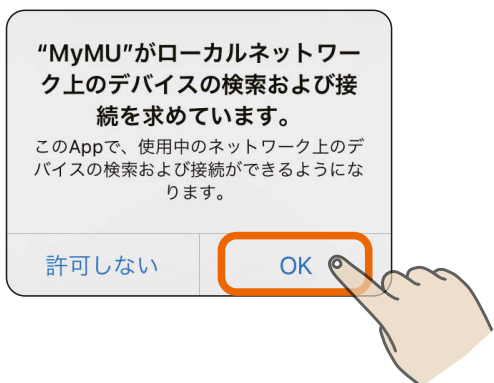 “MyMU”がローカルネットワー
ク上のデバイスの検索および接
続を求めています。
このAppで、使用中のネットワーク上のデ
バイスの検索および接続ができるようにな
ります。
許可しない
OK